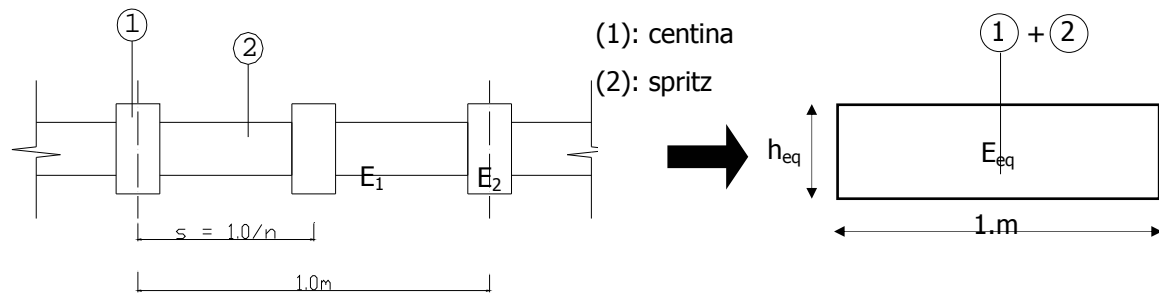 1
2
(1): centina
(2): spritz
E1
E2
s = 1.0/n
1.0m
1 + 2
heq
Eeq
1.m